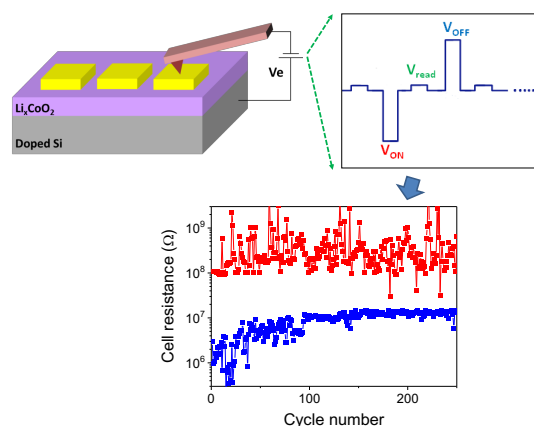 V_OFF
Ve
V_read
Li_xCoO_2
Doped Si
V_ON
Cell resistance (Ω)
10^9
10^8
10^7
10^6
0
100
200
Cycle number